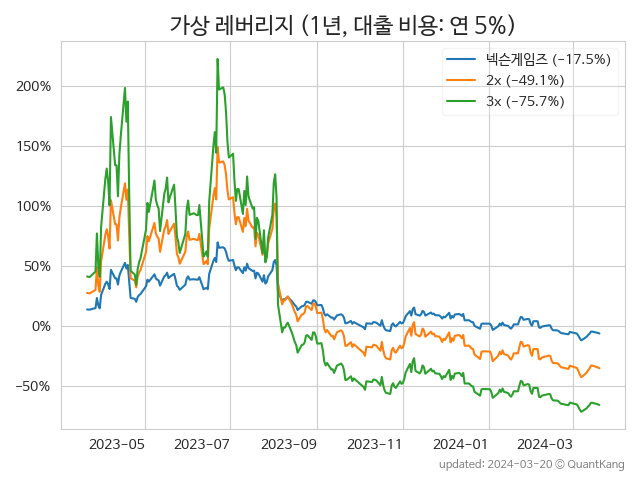 가상 레버리지 (1년, 대출 비용: 연 5%)
넥슨게임즈 (−17.5%)
2x (−49.1%)
3x (−75.7%)
200%
150%
100%
50%
0%
−50%
2023-05 2023-07 2023-09 2023-11 2024-01 2024-03
updated: 2024-03-20 © QuantKang